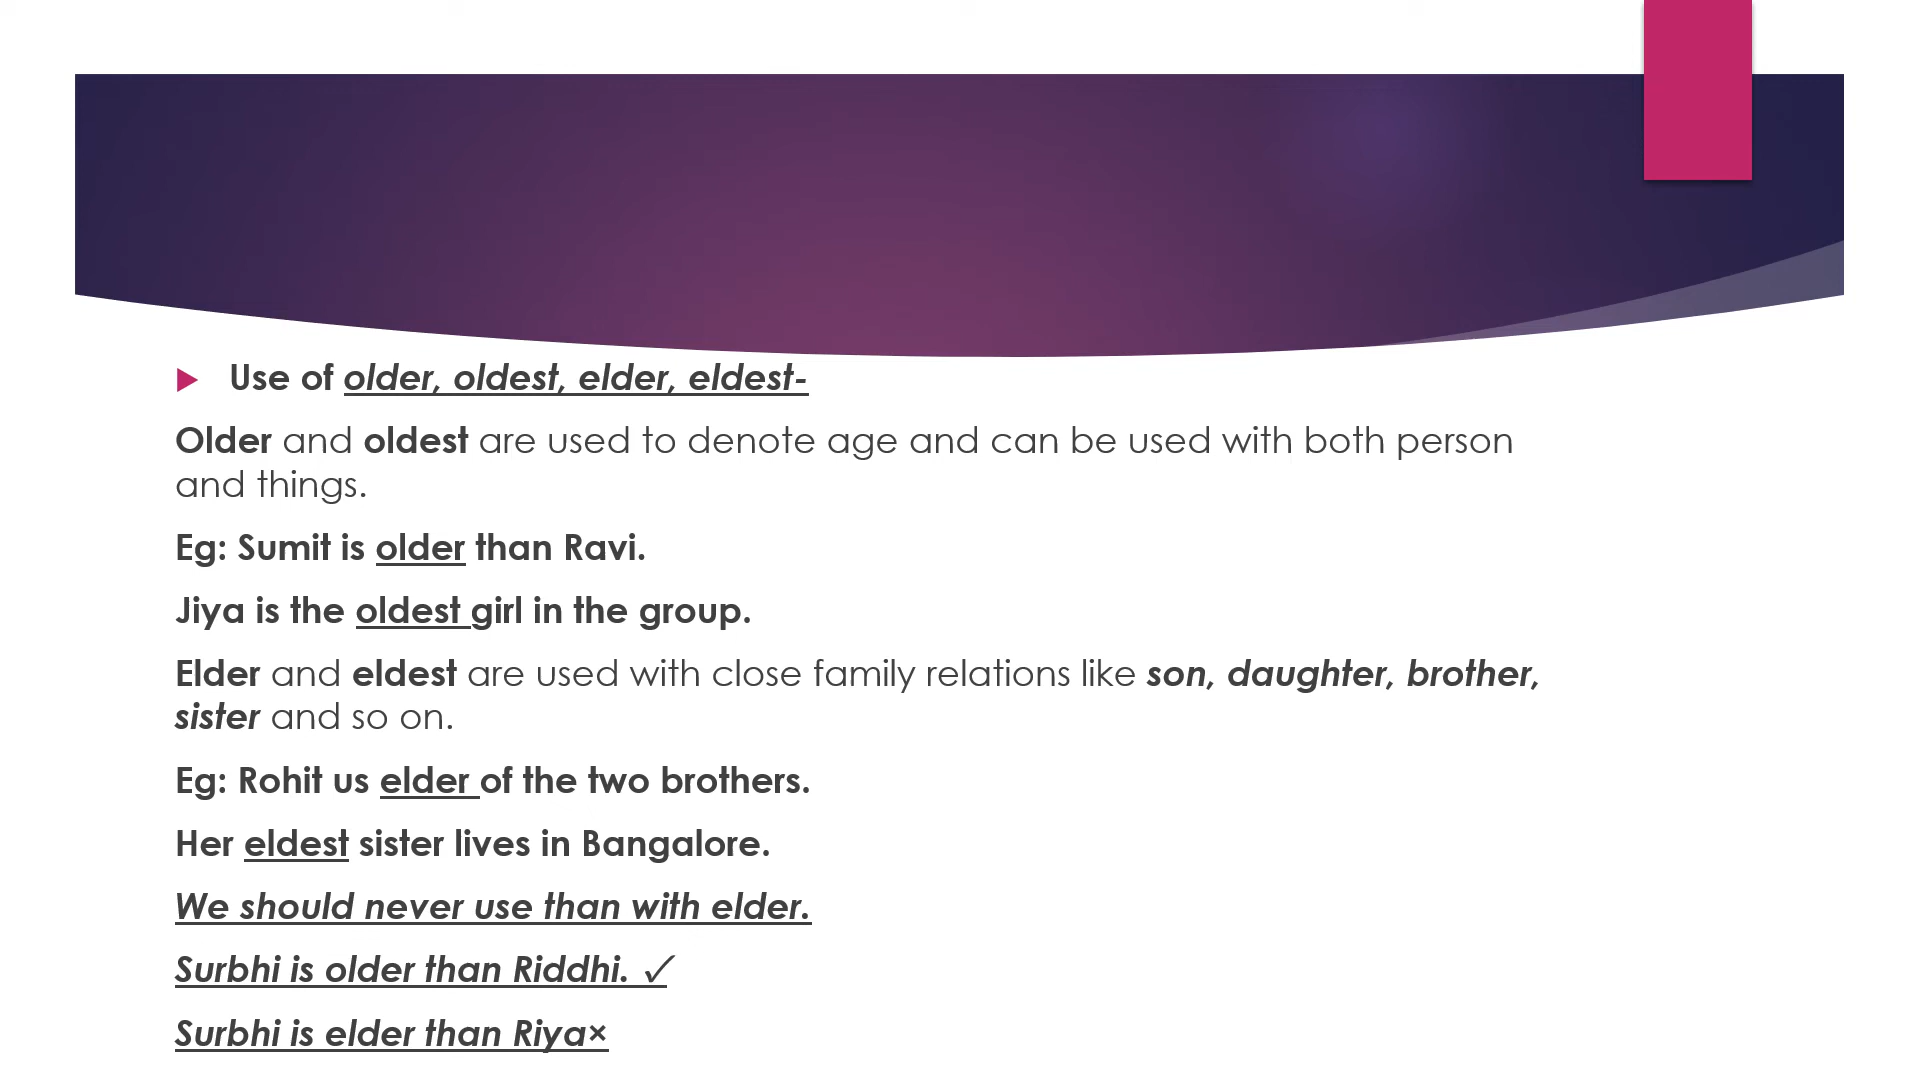 Use of older, oldest, elder, eldest-
Older and oldest are used to denote age and can be used with both person
and things.
Eg: Sumit is older than Ravi.
Jiya is the oldest girl in the group.
Elder and eldest are used with close family relations like son, daughter, brother,
sister and so on.
Eg: Rohit us elder of the two brothers.
Her eldest sister lives in Bangalore.
We should never use than with elder.
Surbhi is older than Riddhi. ✓
Surbhi is elder than Riya×